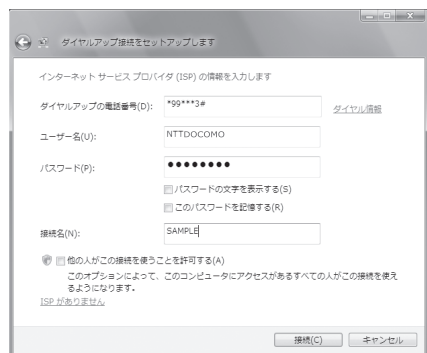 ダイヤルアップ接続をセットアップします
インターネット サービス プロバイダ (ISP) の情報を入力します
ダイヤルアップの電話番号(D): *99***3# ダイヤル情報
ユーザー名(U): NTTDOCOMO
パスワード(P): ●●●●●●●●
パスワードの文字を表示する(S)
このパスワードを記憶する(R)
接続名(N): SAMPLE
他の人がこの接続を使うことを許可する(A)
このオプションによって、このコンピュータにアクセスがあるすべての人がこの接続を使え
るようになります。
ISP がありません
接続(C) キャンセル